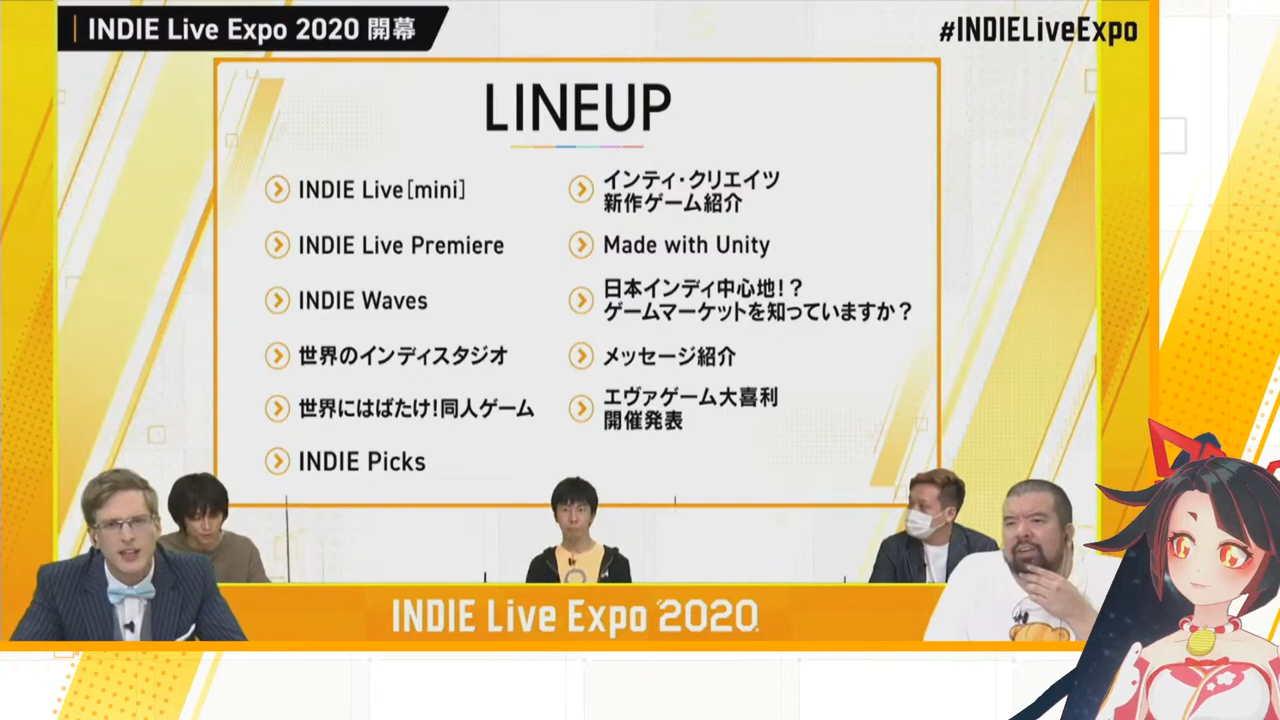 INDIE Live Expo 2020 開幕
#INDIELiveExpo
LINEUP
INDIE Live[mini]
INDIE Live Premiere
INDIE Waves
世界のインディスタジオ
世界にはばたけ!同人ゲーム
INDIE Picks
インティ・クリエイツ
新作ゲーム紹介
Made with Unity
日本インディ中心地!?
ゲームマーケットを知っていますか?
メッセージ紹介
エヴァゲーム大喜利
開催発表
INDIE Live Expo 2020